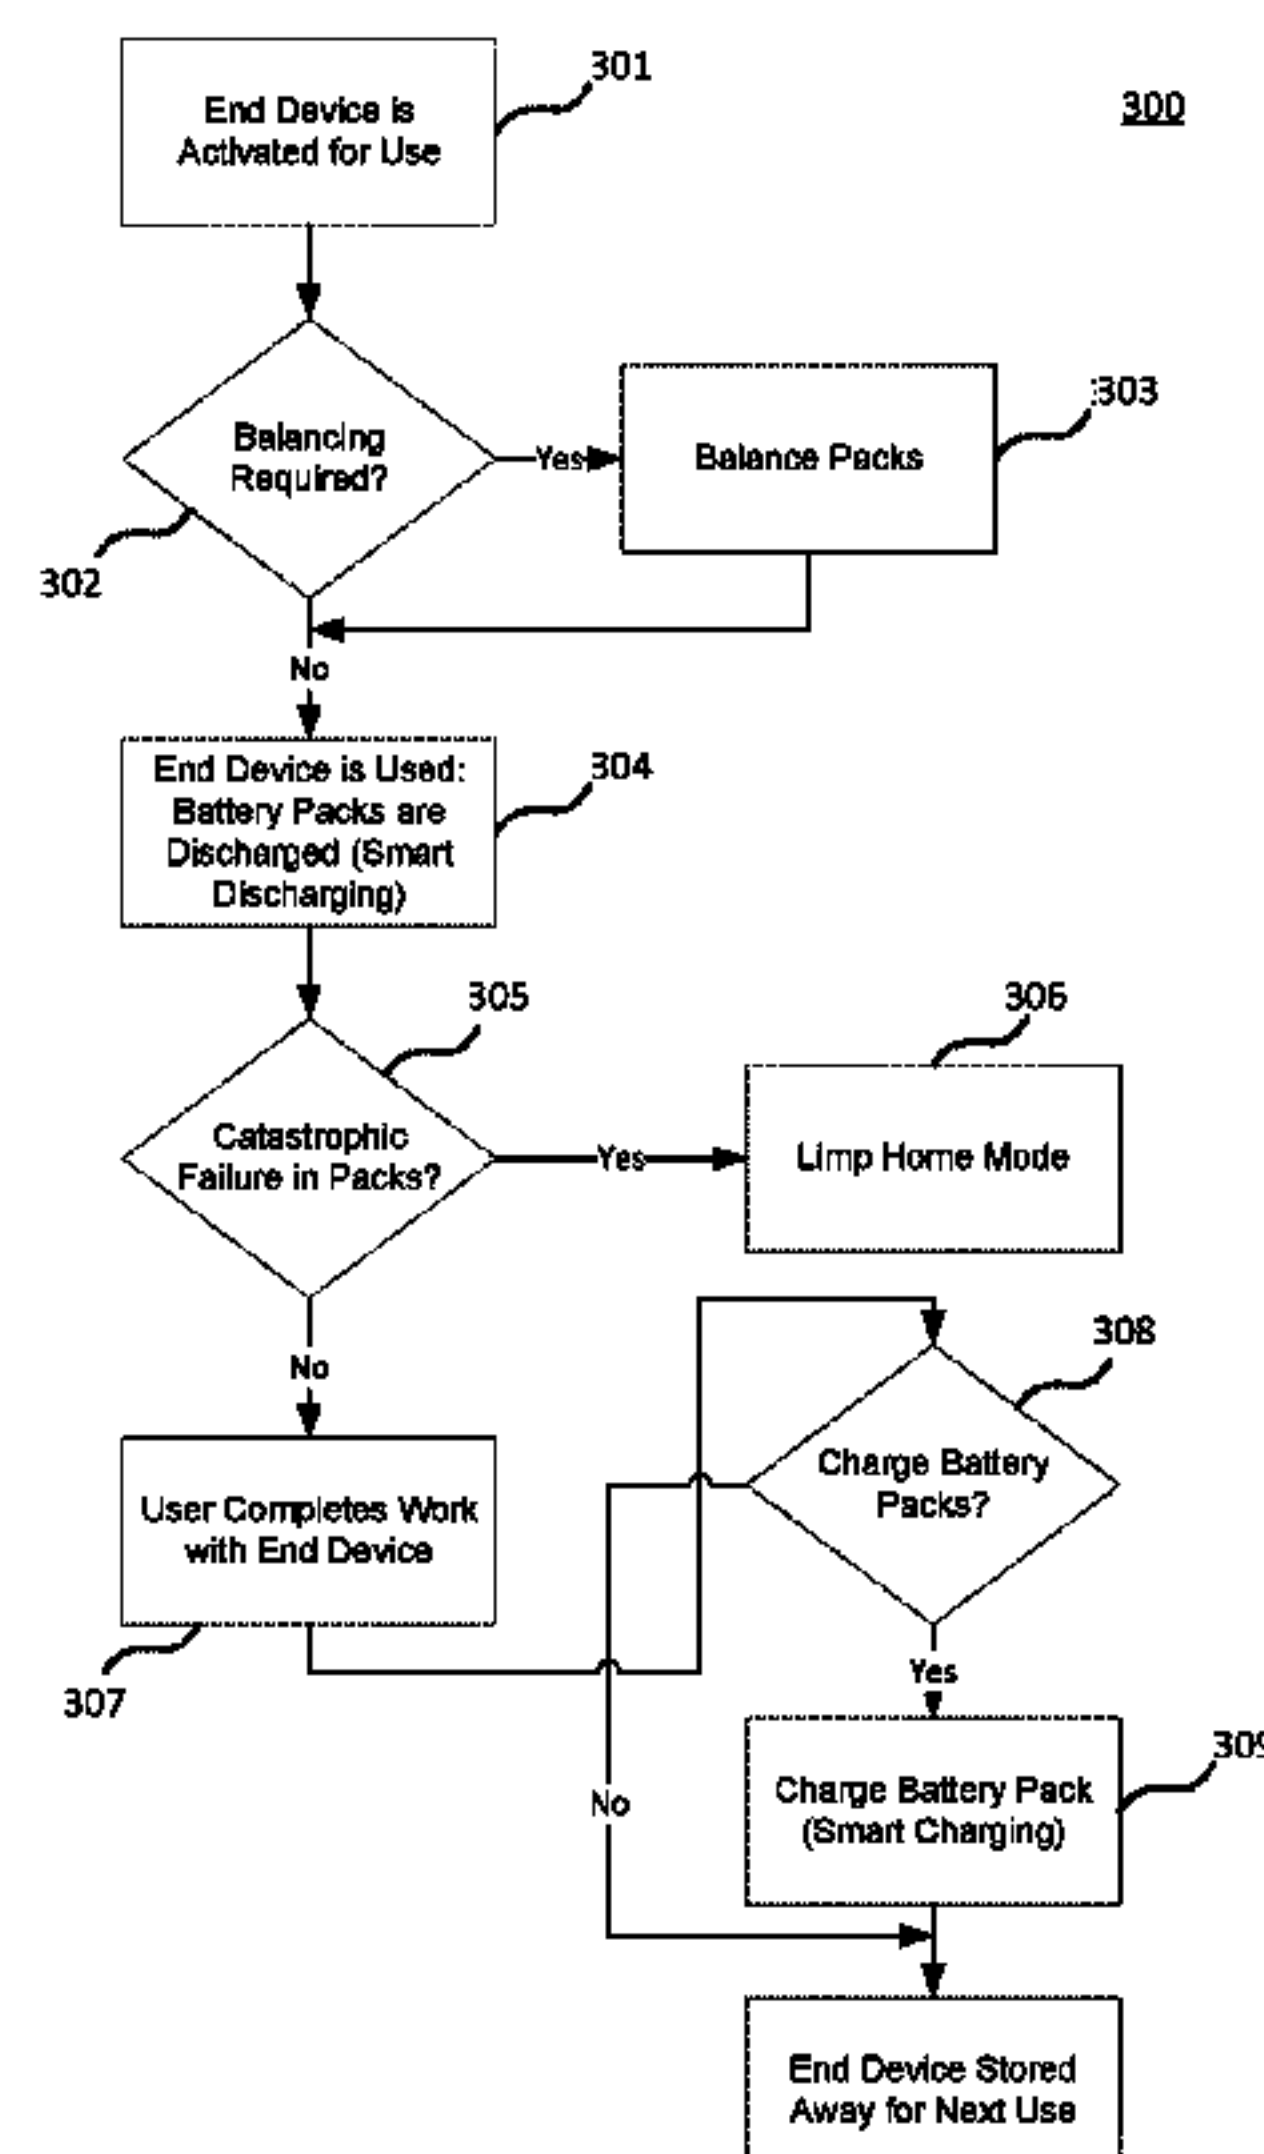 301
300
End Device is
Activated for Use
303
Balancing
Required?
Yes
Balance Packs
302
No
End Device is Used:
Battery Packs are
Discharged (Smart
Discharging)
304
305
306
Catastrophic
Failure in Packs?
Yes
Limp Home Mode
308
No
Charge Battery
Packs?
User Completes Work
with End Device
307
Yes
309
No
Charge Battery Pack
(Smart Charging)
End Device Stored
Away for Next Use